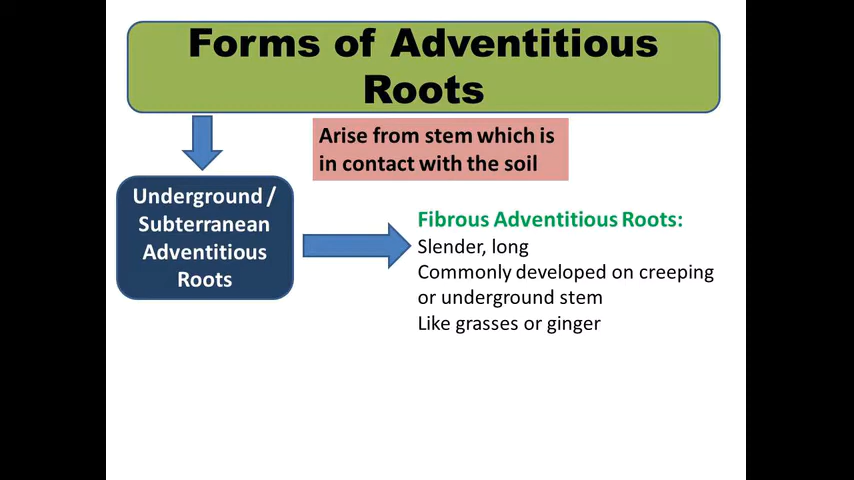 Forms of Adventitious
Roots
Arise from stem which is
in contact with the soil
Underground /
Subterranean
Adventitious
Roots
Fibrous Adventitious Roots:
Slender, long
Commonly developed on creeping
or underground stem
Like grasses or ginger